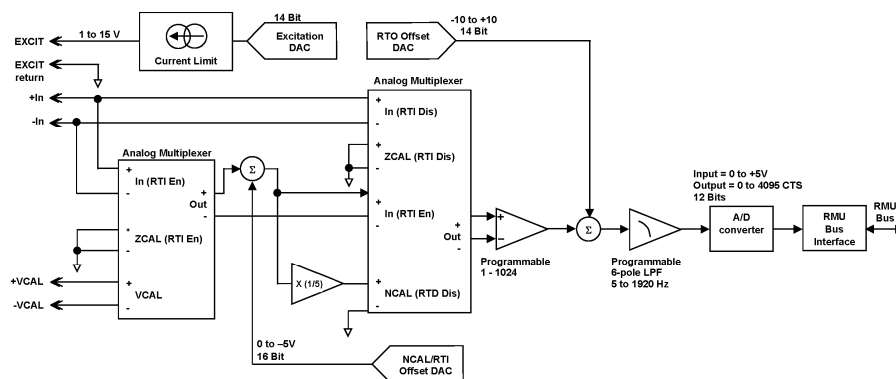 EXCIT
1 to 15 V
Current Limit
14 Bit
Excitation
DAC
-10 to +10
14 Bit
RTO Offset
DAC
EXCIT
return
+In
-In
Analog Multiplexer
+
In (RTI En)
-
+
Out
-
+
ZCAL (RTI En)
-
+VCAL
-VCAL
+
VCAL
-
Σ
X (1/5)
0 to –5V
16 Bit
NCAL/RTI
Offset DAC
Analog Multiplexer
+
In (RTI Dis)
-
+
ZCAL (RTI Dis)
-
+
In (RTI En)
-
+
Out
-
+
NCAL (RTD Dis)
-
+
–
Programmable
1 - 1024
Σ
Programmable
6-pole LPF
5 to 1920 Hz
Input = 0 to +5V
Output = 0 to 4095 CTS
12 Bits
A/D
converter
RMU
Bus
Interface
RMU
Bus